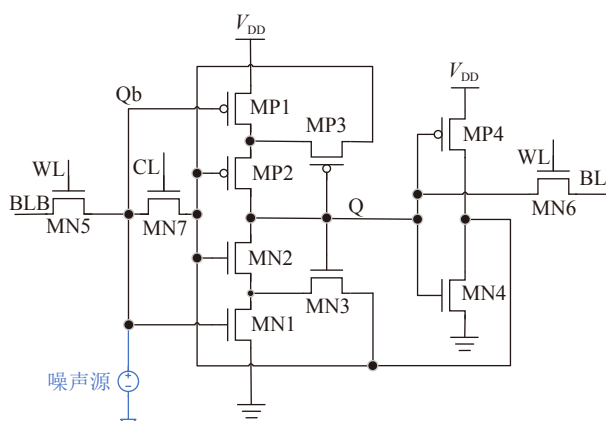 V_DD
Qb
MP1
V_DD
MP3
MP4
WL
CL
MP2
WL
BLB
BL
MN5
MN7
Q
MN6
MN2
MN3
MN4
MN1
噪声源